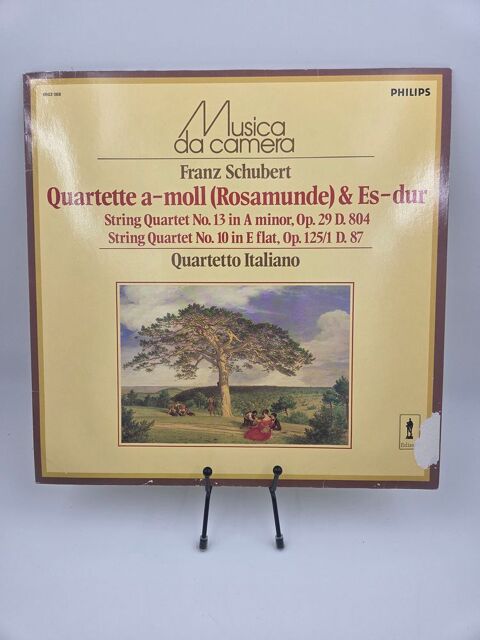 PHILIPS
Musica
da camera
Franz Schubert
Quartette a-moll (Rosamunde) & Es-dur
String Quartet No. 13 in A minor, Op. 29 D. 804
String Quartet No. 10 in E flat, Op. 125/1 D. 87
Quartetto Italiano